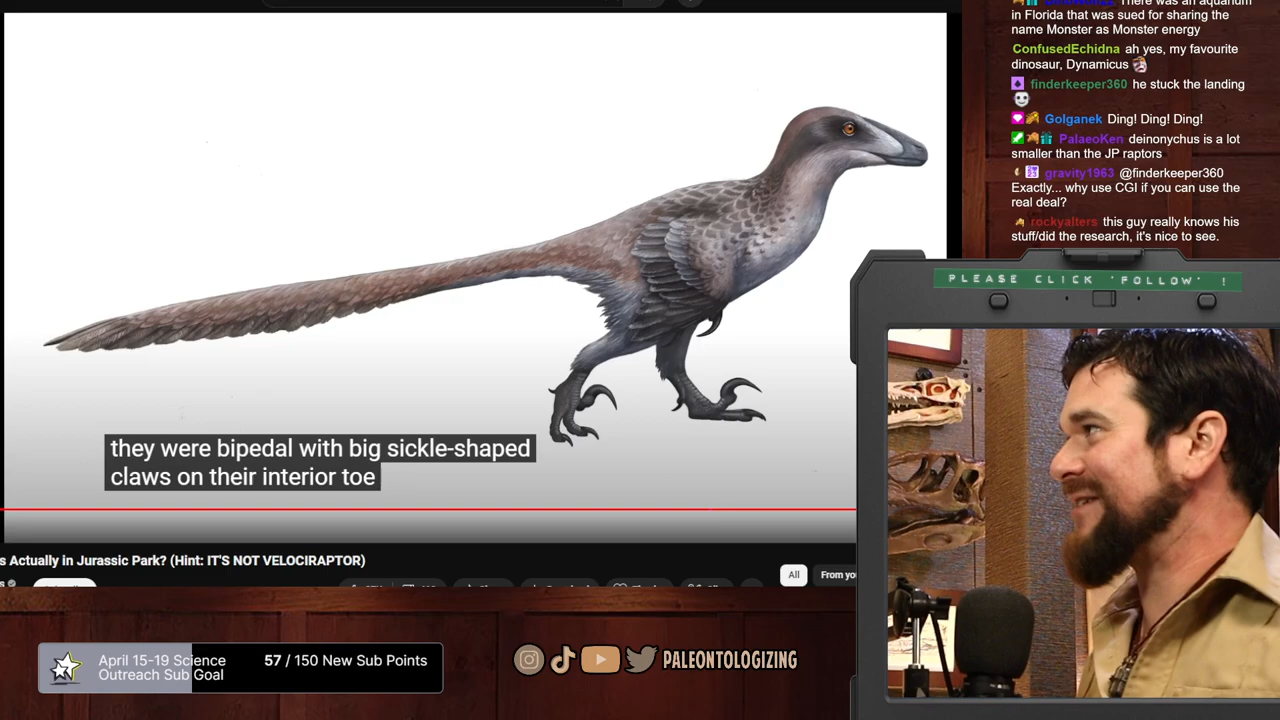 There was an aquarium
in Florida that was sued for sharing the
name Monster as Monster energy
ConfusedEchidna ah yes, my favourite
dinosaur, Dynamicus
finderkeeper360 he stuck the landing
Golganek Ding! Ding! Ding!
PalaeoKen deinonychus is a lot
smaller than the JP raptors
gravity1963 @finderkeeper360
Exactly... why use CGI if you can use the
real deal?
rockyalters this guy really knows his
stuff/did the research, it's nice to see.
PLEASE CLICK 'FOLLOW' !
they were bipedal with big sickle-shaped
claws on their interior toe
s Actually in Jurassic Park? (Hint: IT'S NOT VELOCIRAPTOR)
All
From you
April 15-19 Science
Outreach Sub Goal
57 / 150 New Sub Points
PALEONTOLOGIZING